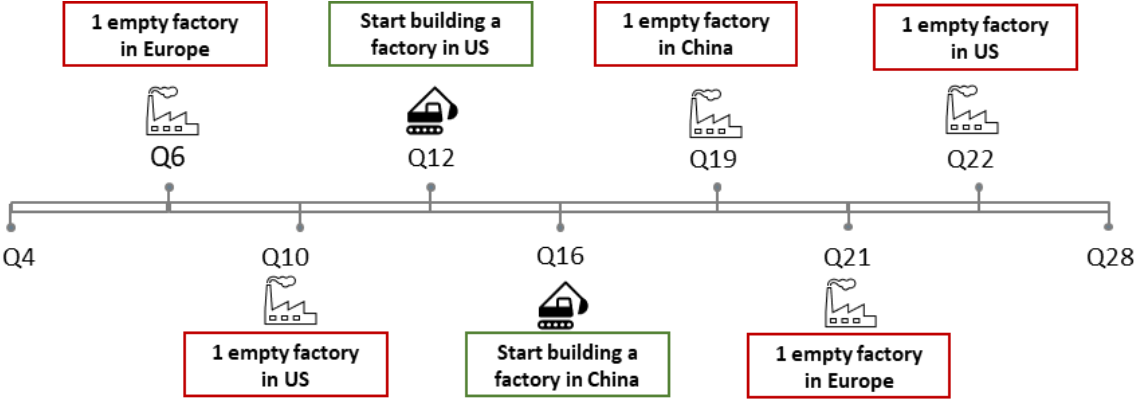 1 empty factory
in Europe
Start building a
factory in US
1 empty factory
in China
1 empty factory
in US
Q6
Q12
Q19
Q22
Q4
Q10
Q16
Q21
Q28
1 empty factory
in US
Start building a
factory in China
1 empty factory
in Europe